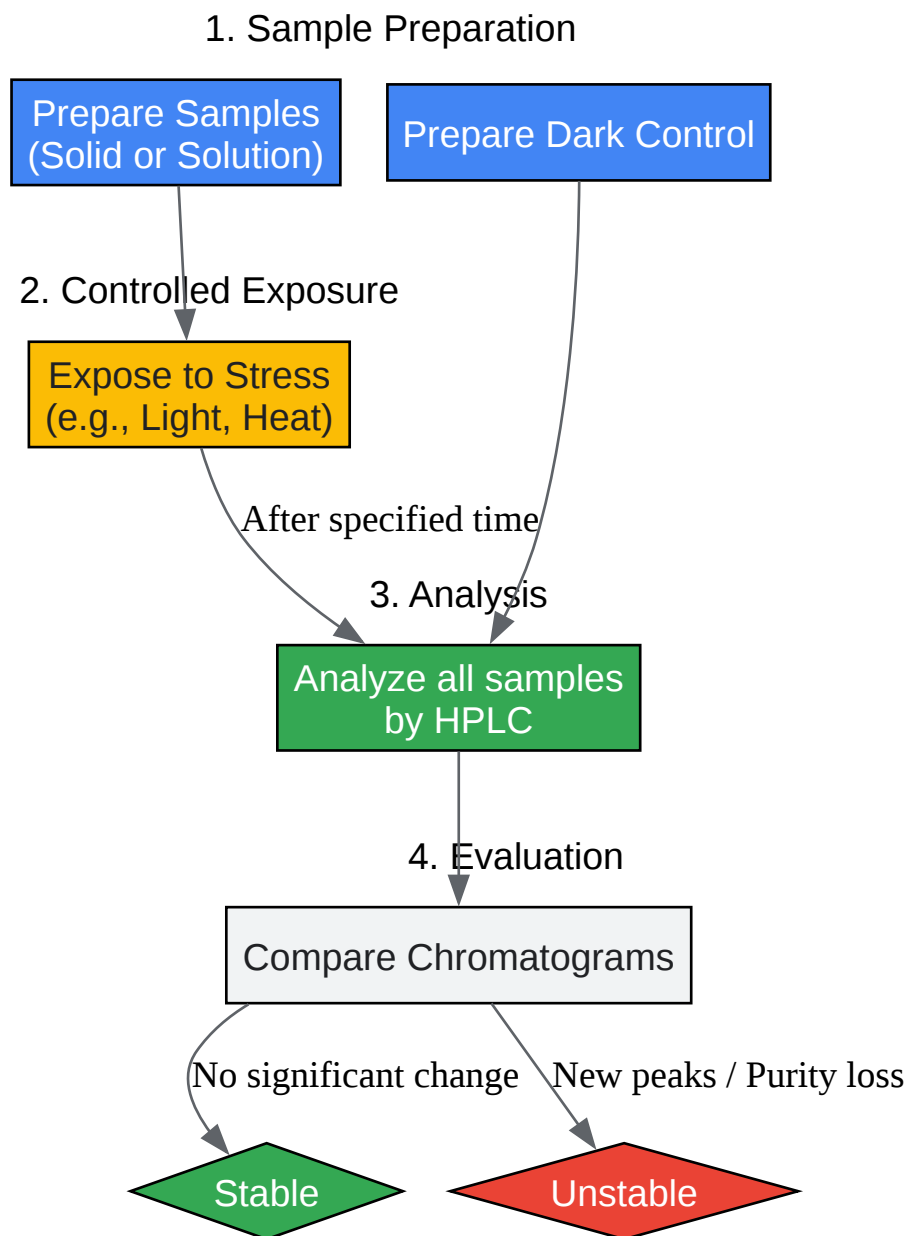 1. Sample Preparation
Prepare Samples
(Solid or Solution)
Prepare Dark Control
2. Controlled Exposure
Expose to Stress
(e.g., Light, Heat)
After specified time
3. Analysis
Analyze all samples
by HPLC
4. Evaluation
Compare Chromatograms
No significant change
New peaks / Purity loss
Stable
Unstable